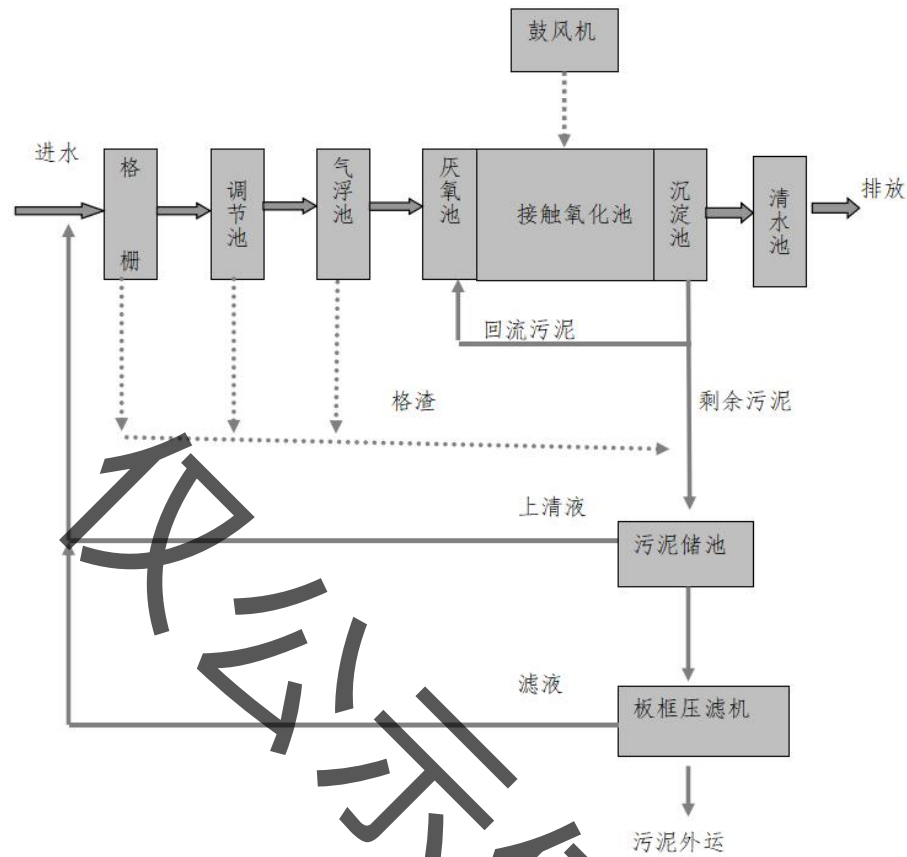 鼓风机
进水
格栅
调节池
气浮池
厌氧池
接触氧化池
沉淀池
清水池
排放
回流污泥
格渣
剩余污泥
上清液
污泥储池
滤液
板框压滤机
污泥外运
仅公示